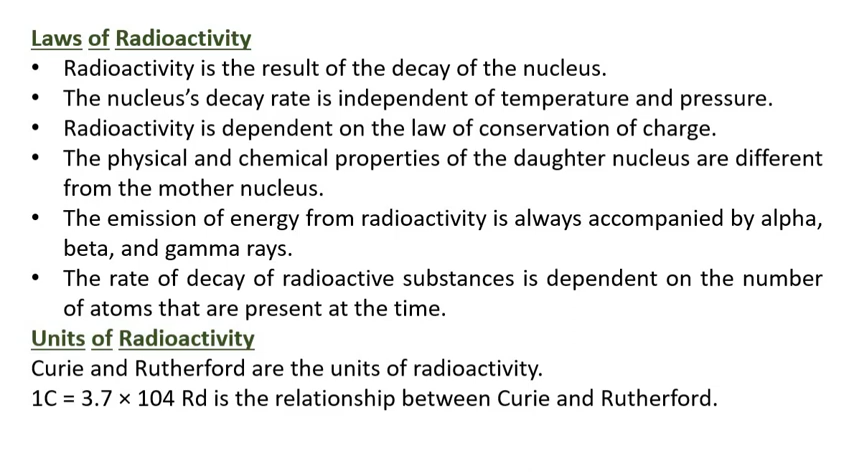 Laws of Radioactivity
• Radioactivity is the result of the decay of the nucleus.
• The nucleus’s decay rate is independent of temperature and pressure.
• Radioactivity is dependent on the law of conservation of charge.
• The physical and chemical properties of the daughter nucleus are different
from the mother nucleus.
• The emission of energy from radioactivity is always accompanied by alpha,
beta, and gamma rays.
• The rate of decay of radioactive substances is dependent on the number
of atoms that are present at the time.
Units of Radioactivity
Curie and Rutherford are the units of radioactivity.
1C = 3.7 × 104 Rd is the relationship between Curie and Rutherford.